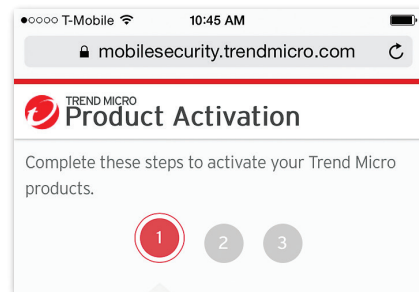 T-Mobile 10:45 AM
mobilesecurity.trendmicro.com
TREND MICRO
Product Activation
Complete these steps to activate your Trend Micro
products.
1 2 3